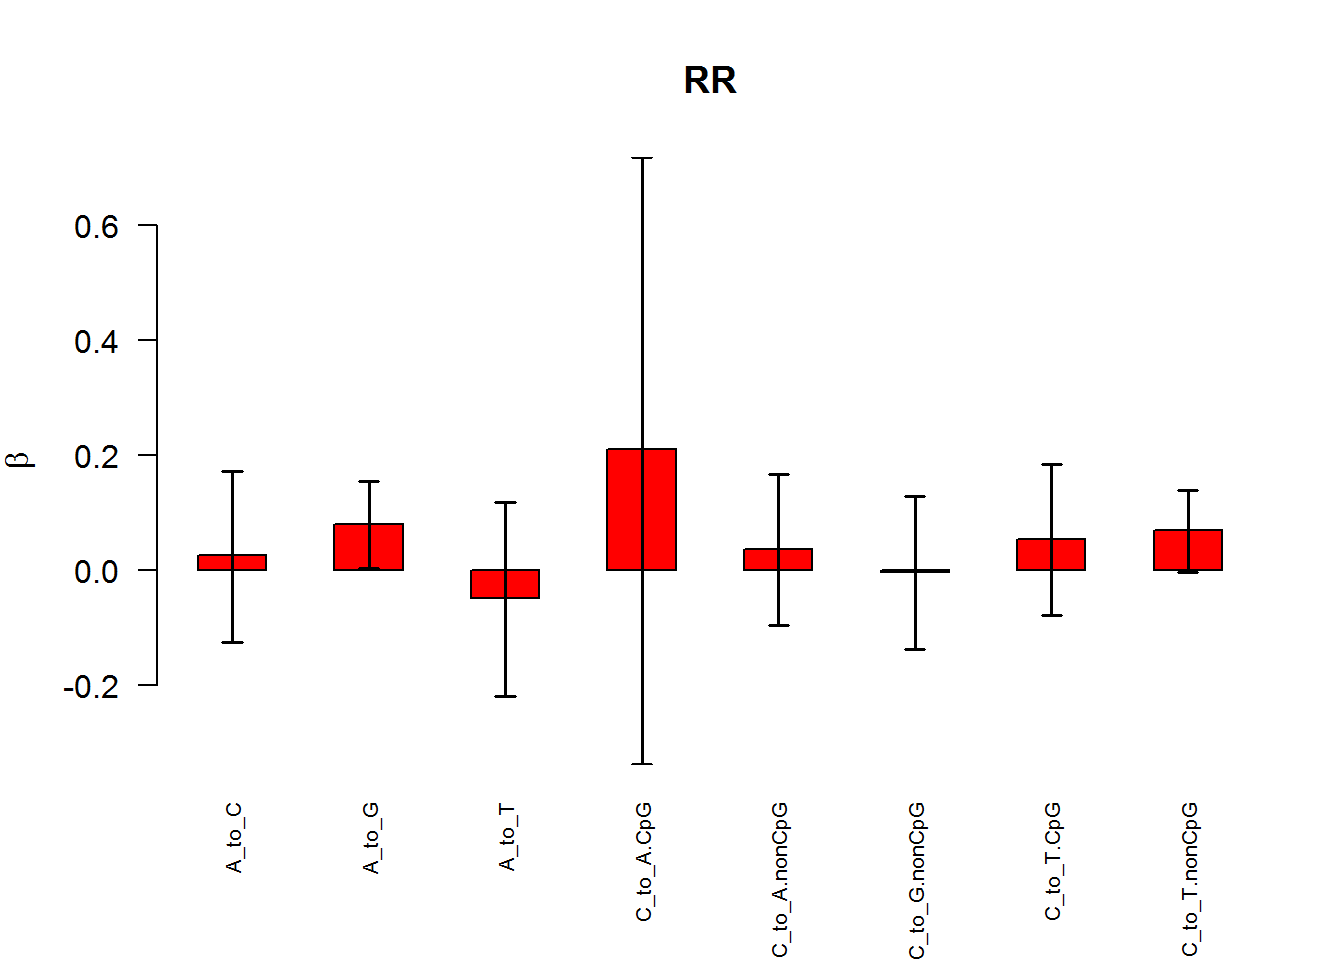 RR
β
0.6
0.4
0.2
0.0
-0.2
A_to_C
A_to_G
A_to_T
C_to_A.CpG
C_to_A.nonCpG
C_to_G.nonCpG
C_to_T.CpG
C_to_T.nonCpG